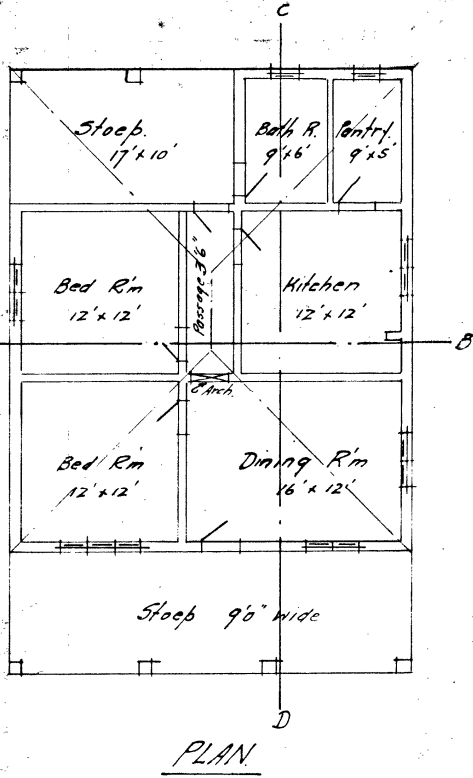 C
Stoep.
17' x 10'
Bath R.
9' x 6'
Pantry.
9' x 5'
Passage 3'6"
Bed R'm
12' x 12'
Kitchen
12' x 12'
B
Arch.
Bed R'm
12' x 12'
Dining R'm
16' x 12'
Stoep 9'0" wide
D
PLAN.